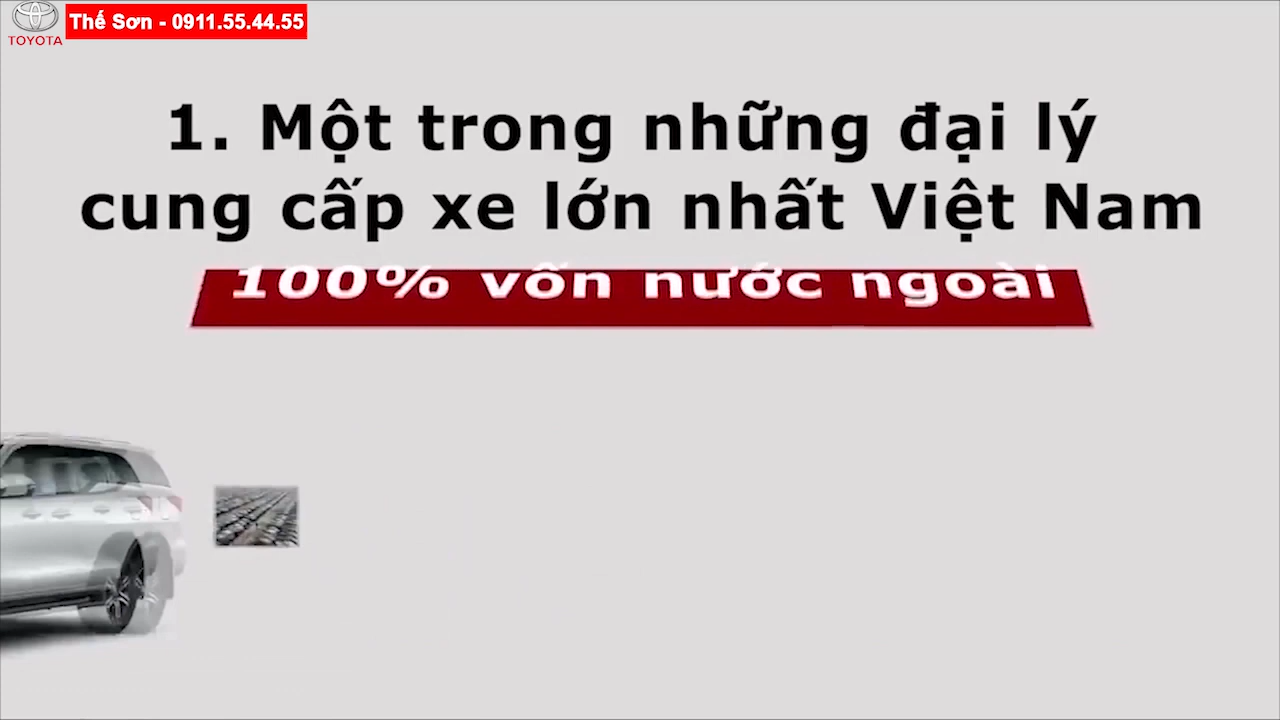 Thế Sơn - 0911.55.44.55
TOYOTA
1. Một trong những đại lý
cung cấp xe lớn nhất Việt Nam
100% vốn nước ngoài